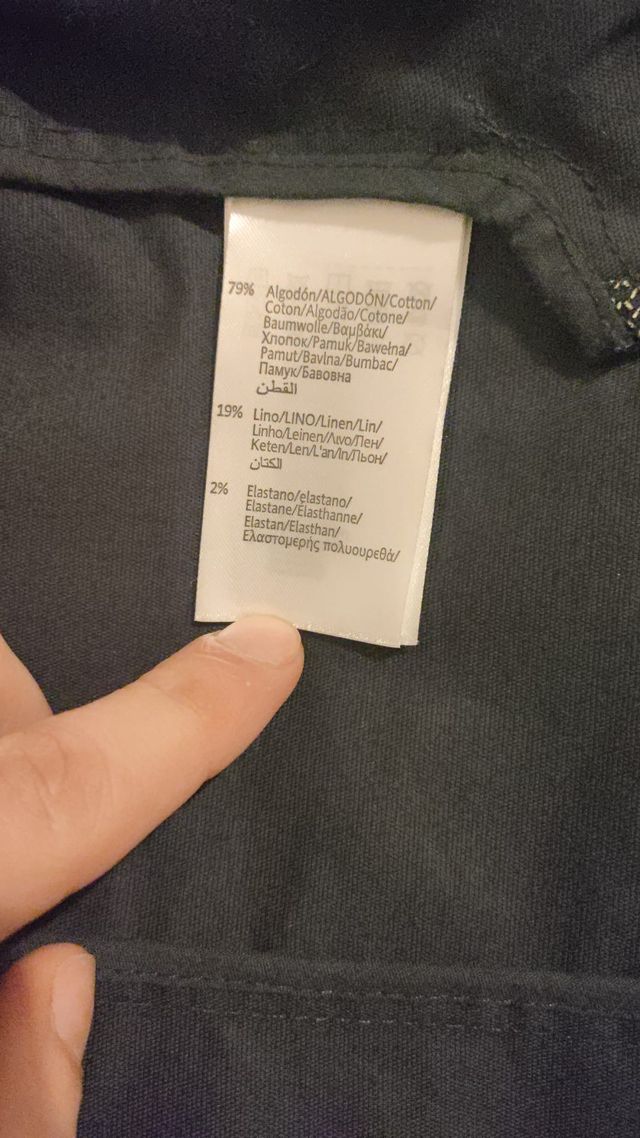 79% Algodón/ALGODÓN/Cotton/
Coton/Algodão/Cotone/
Baumwolle/Βαμβάκι/
Хлопок/Pamuk/Bawełna/
Pamut/Bavlna/Bumbac/
Памук/Бавовна
القطن
19% Lino/LINO/Linen/Lin/
Linho/Leinen/Λινο/Лен/
Keten/Len/L'an/In/Льон/
الكتان
2% Elastano/elastano/
Elastane/Élasthanne/
Elastan/Elasthan/
Ελαστομερής πολυουρεθά/